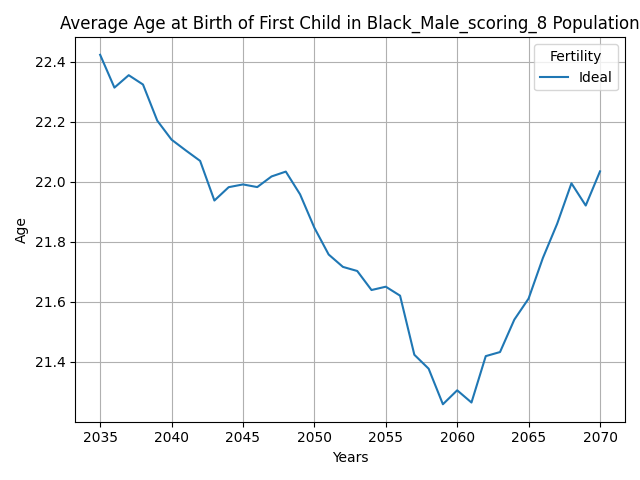 Average Age at Birth of First Child in Black_Male_scoring_8 Population
Fertility
Ideal
Age
22.4
22.2
22.0
21.8
21.6
21.4
2035 2040 2045 2050 2055 2060 2065 2070
Years